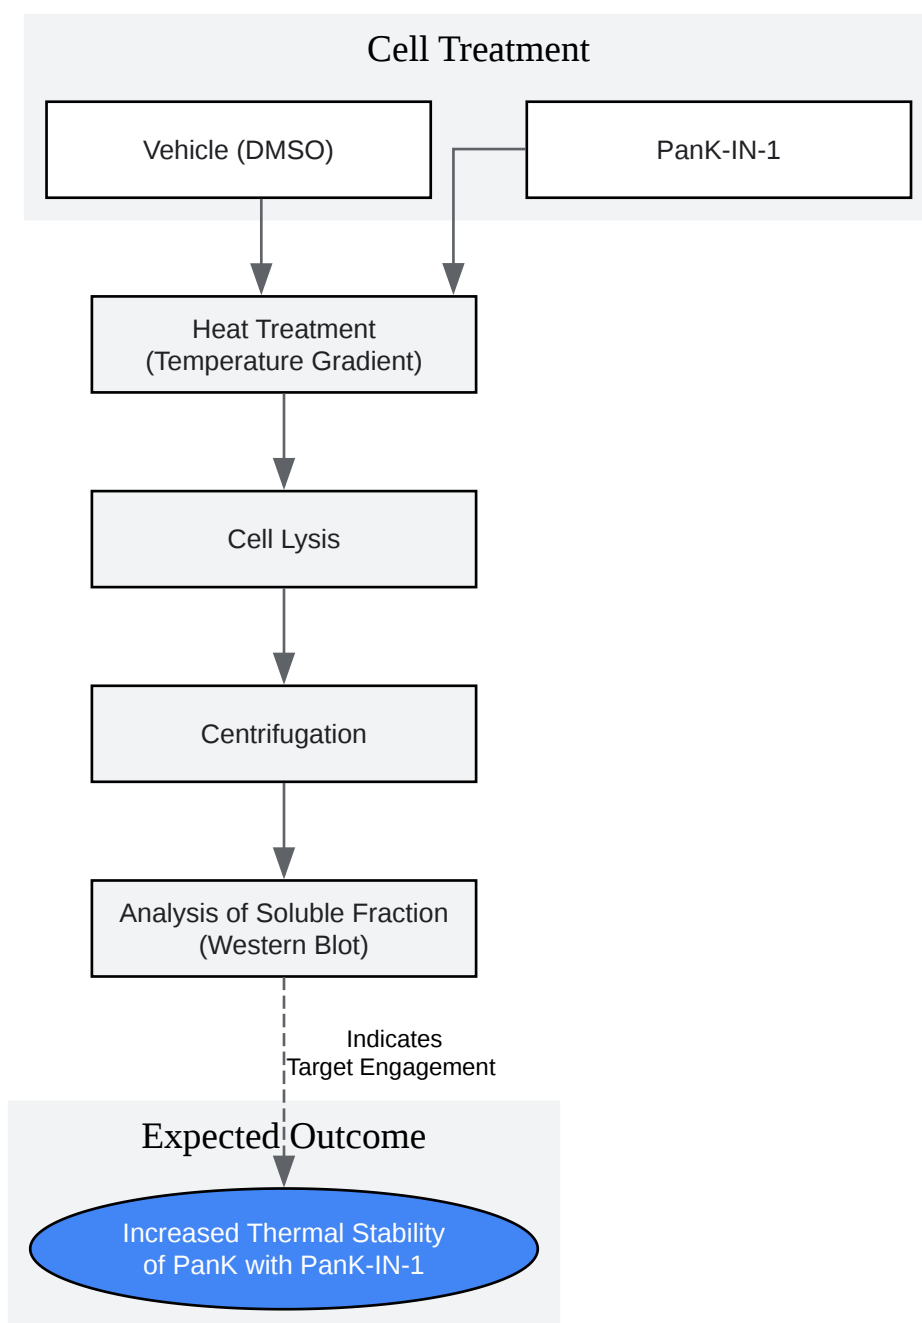 Cell Treatment
Vehicle (DMSO)
PanK-IN-1
Heat Treatment
(Temperature Gradient)
Cell Lysis
Centrifugation
Analysis of Soluble Fraction
(Western Blot)
Indicates
Target Engagement
Expected Outcome
Increased Thermal Stability
of PanK with PanK-IN-1